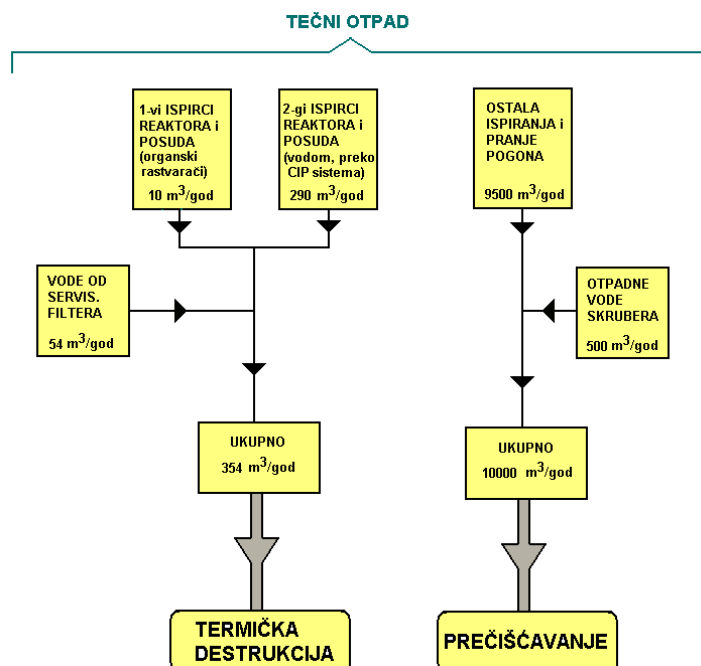 TEČNI OTPAD
1-vi ISPIRCI
REAKTORA i
POSUDA
(organski
rastvarači)
10 m³/god
2-gi ISPIRCI
REAKTORA i
POSUDA
(vodom, preko
CIP sistema)
290 m³/god
OSTALA
ISPIRANJA i
PRANJE
POGONA
9500 m³/god
VODE OD
SERVIS.
FILTERA
54 m³/god
OTPADNE
VODE
SKRUBERA
500 m³/god
UKUPNO
354 m³/god
UKUPNO
10000 m³/god
TERMIČKA
DESTRUKCIJA
PREČIŠĆAVANJE